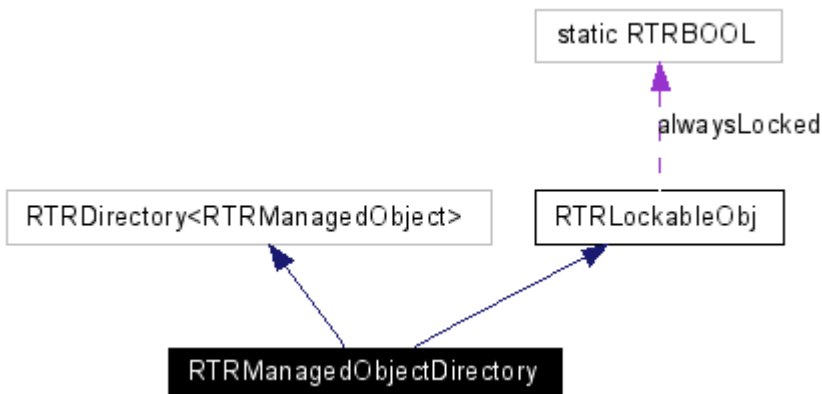 static RTRBOOL
alwaysLocked
RTRDirectory<RTRManagedObject>
RTRLockableObj
RTRManagedObjectDirectory